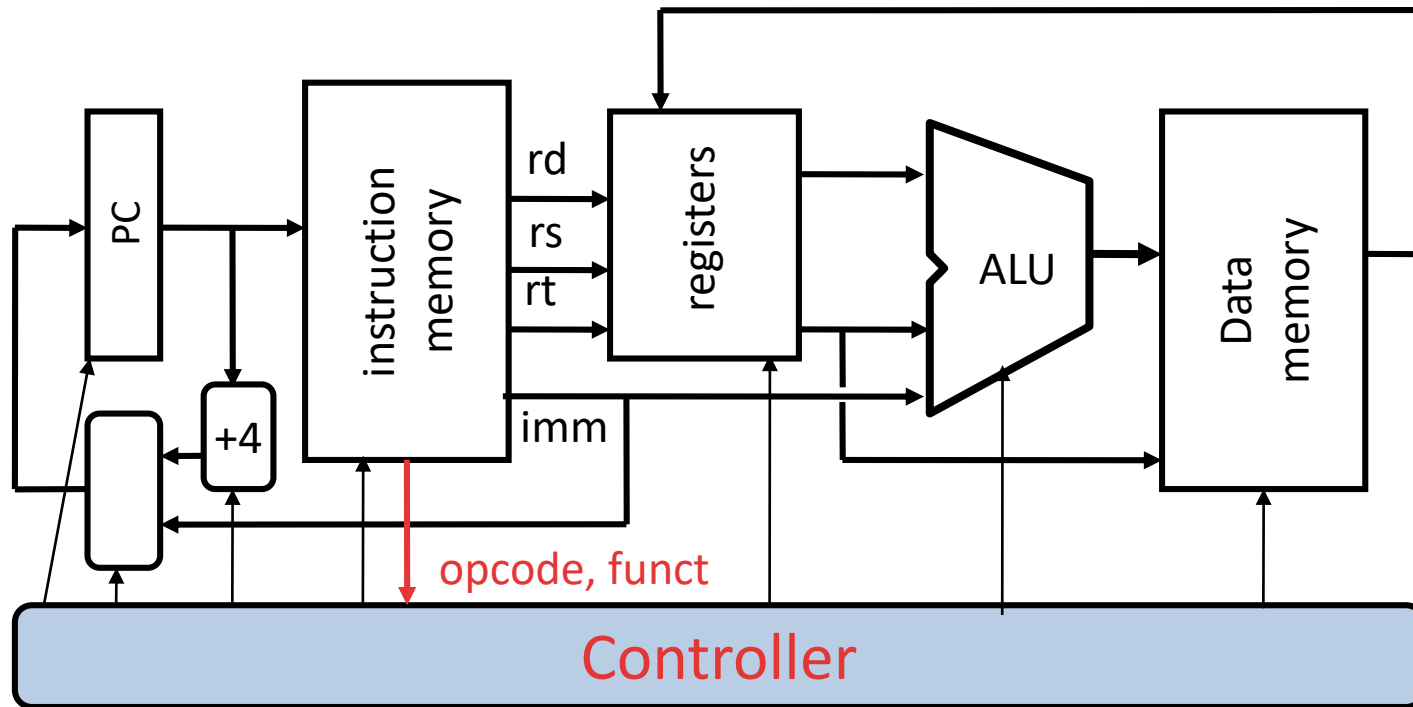 PC
+4
instruction
memory
rd
rs
rt
imm
registers
ALU
Data
memory
opcode, funct
Controller